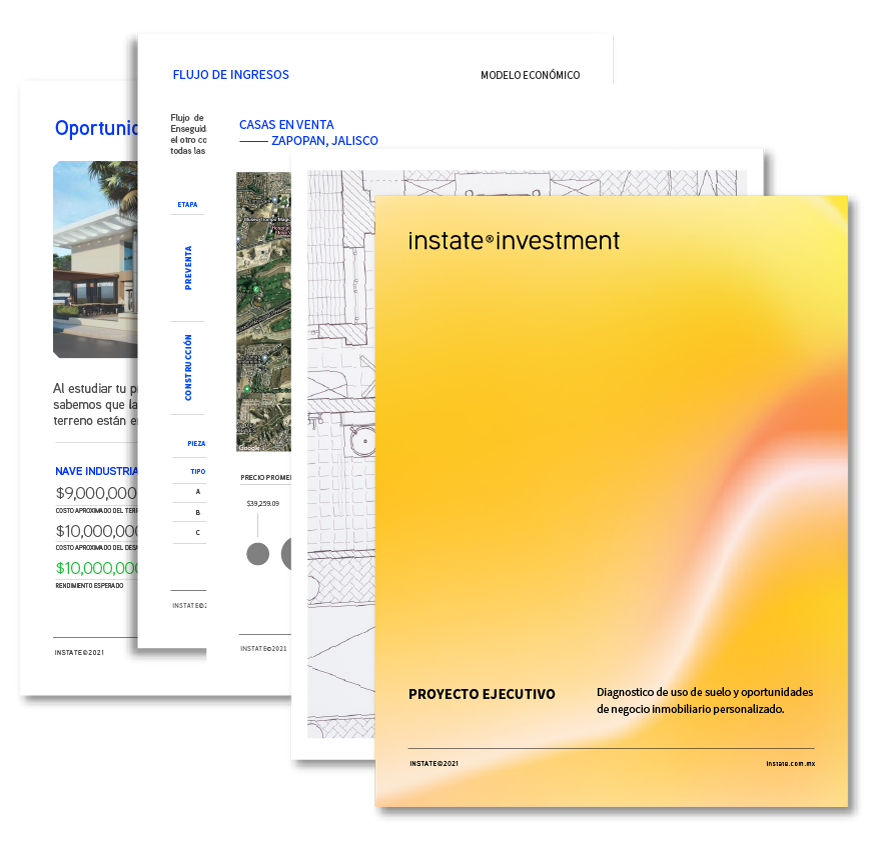 Oportunid
Al estudiar tu p
sabemos que la
terreno están e
NAVE INDUSTRIA
$9,000,000
COSTO APROXIMADO DEL TERR
$10,000,000
COSTO APROXIMADO DEL DES
$10,000,000
RENDIMIENTO ESPERADO
INSTATE©2021
FLUJO DE INGRESOS
MODELO ECONÓMICO
Flujo de
Enseguid
el otro co
todas las
ETAPA
PREVENTA
CONSTRUCCIÓN
PIEZA
TIPO
A
B
C
INSTATE©2
CASAS EN VENTA
ZAPOPAN, JALISCO
Google
PRECIO PROME
$39,259.09
INSTATE©2021
instate®investment
PROYECTO EJECUTIVO
Diagnostico de uso de suelo y oportunidades
de negocio inmobiliario personalizado.
INSTATE©2021
instate.com.mx